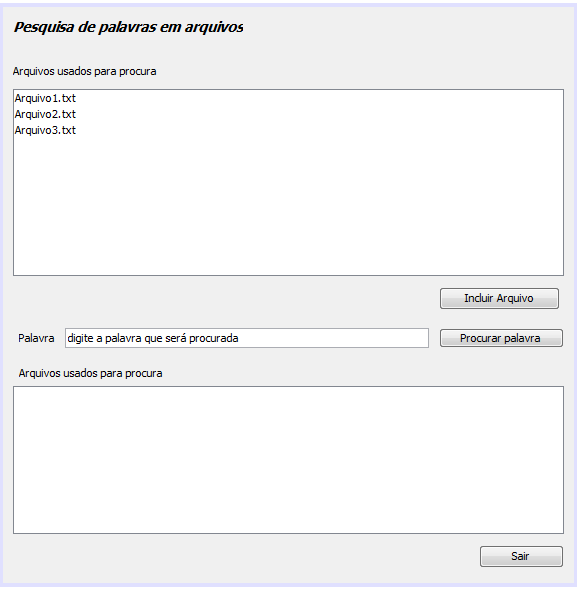 Pesquisa de palavras em arquivos
Arquivos usados para procura
Arquivo1.txt
Arquivo2.txt
Arquivo3.txt
Incluir Arquivo
Palavra digite a palavra que será procurada Procurar palavra
Arquivos usados para procura
Sair